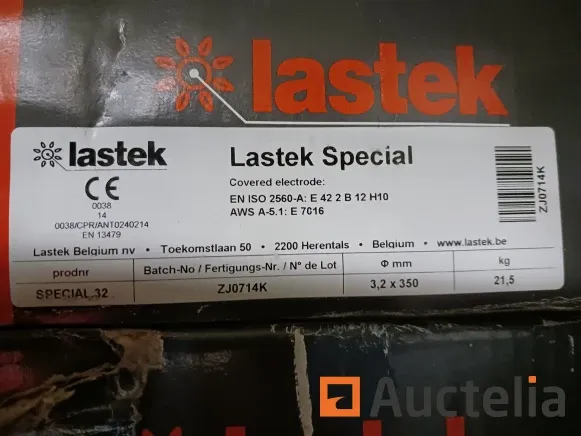 lastek
lastek
Lastek Special
Covered electrode:
EN ISO 2560-A: E 42 2 B 12 H10
AWS A-5.1: E 7016
CE
0038
14
0038/CPR/ANT0240214
EN 13479
ZJ0714K
Lastek Belgium nv • Toekomstlaan 50 • 2200 Herentals • Belgium • www.lastek.be
prodnr Batch-No / Fertigungs-Nr. / N° de Lot Φ mm kg
SPECIAL 32 ZJ0714K 3,2 x 350 21,5
Auctelia